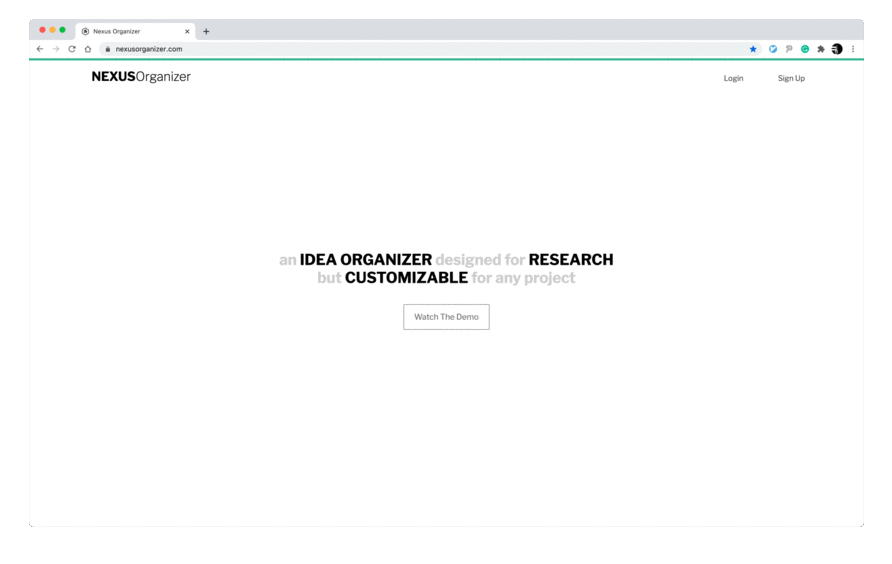 Nexus Organizer
nexusorganizer.com
NEXUSOrganizer
Login
Sign Up
an IDEA ORGANIZER designed for RESEARCH
but CUSTOMIZABLE for any project
Watch The Demo